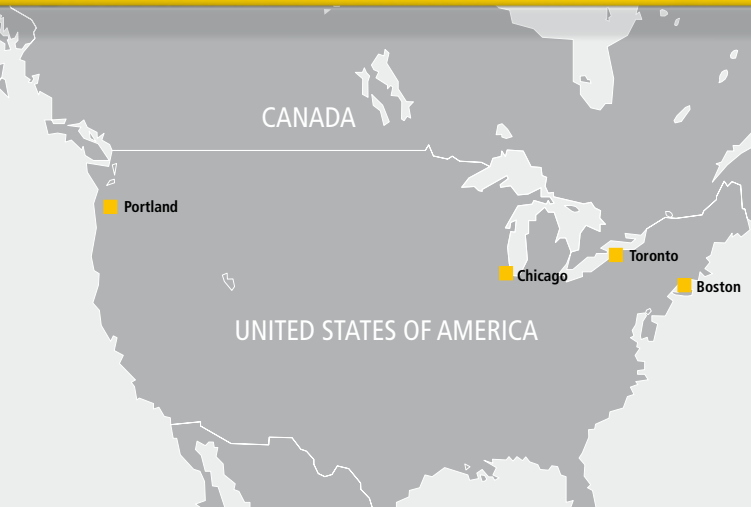 CANADA
Portland
Toronto
Chicago
Boston
UNITED STATES OF AMERICA